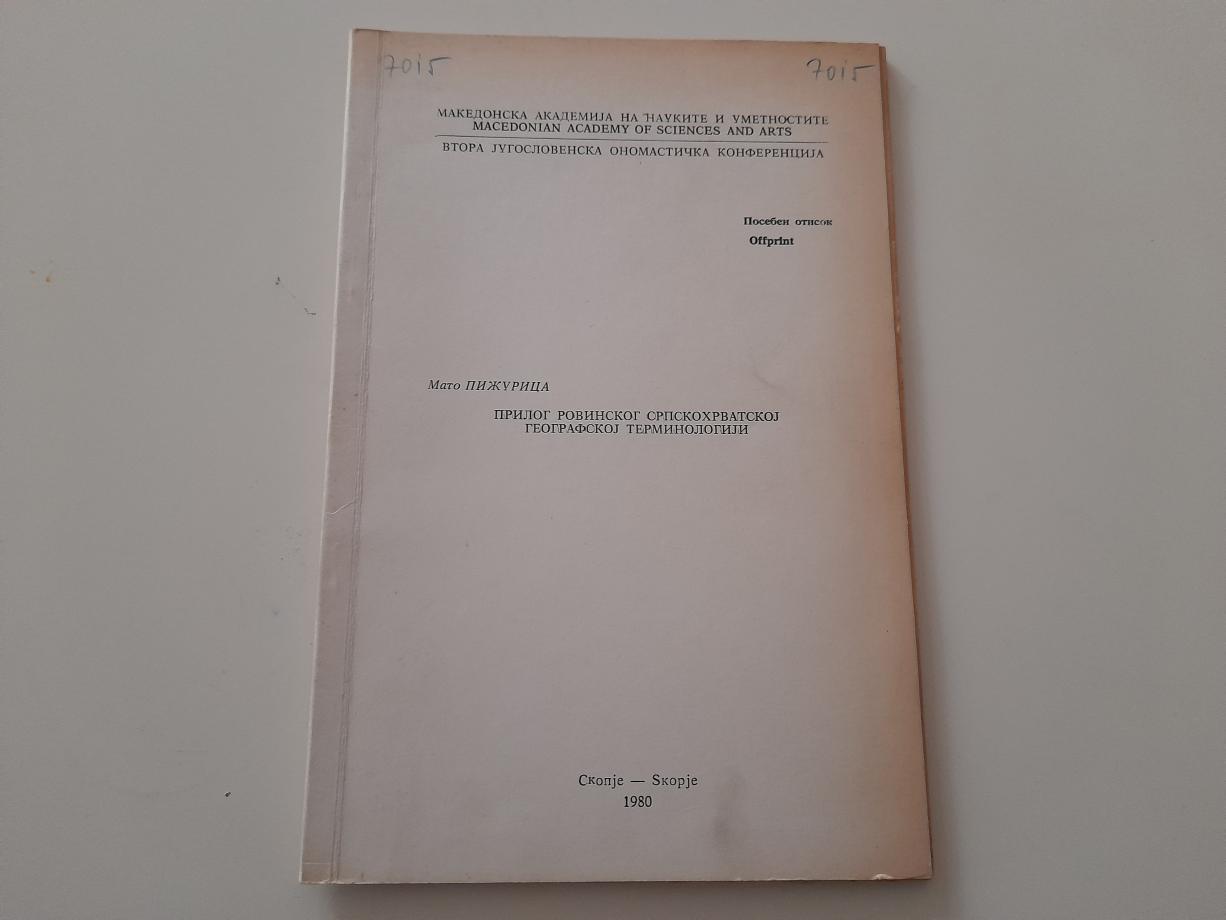 7015 7015
МАКЕДОНСКА АКАДЕМИЈА НА НАУКИТЕ И УМЕТНОСТИТЕ
MACEDONIAN ACADEMY OF SCIENCES AND ARTS
ВТОРА ЈУГОСЛОВЕНСКА ОНОМАСТИЧКА КОНФЕРЕНЦИЈА
Посебен отисок
Offprint
Мато ПИЖУРИЦА
ПРИЛОГ РОВИНСКОГ СРПСКОХРВАТСКОЈ
ГЕОГРАФСКОЈ ТЕРМИНОЛОГИЈИ
Скопје — Skopje
1980